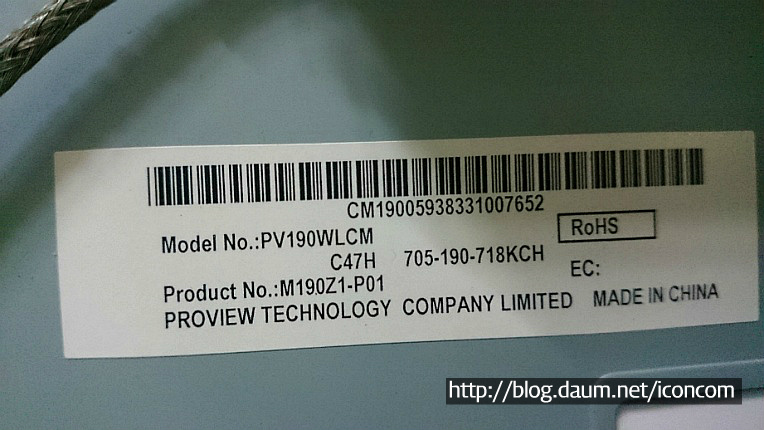 CM19005938331007652
Model No.:PV190WLCM
RoHS
C47H 705-190-718KCH
EC:
Product No.:M190Z1-P01
PROVIEW TECHNOLOGY COMPANY LIMITED MADE IN CHINA
http://blog.daum.net/iconcom